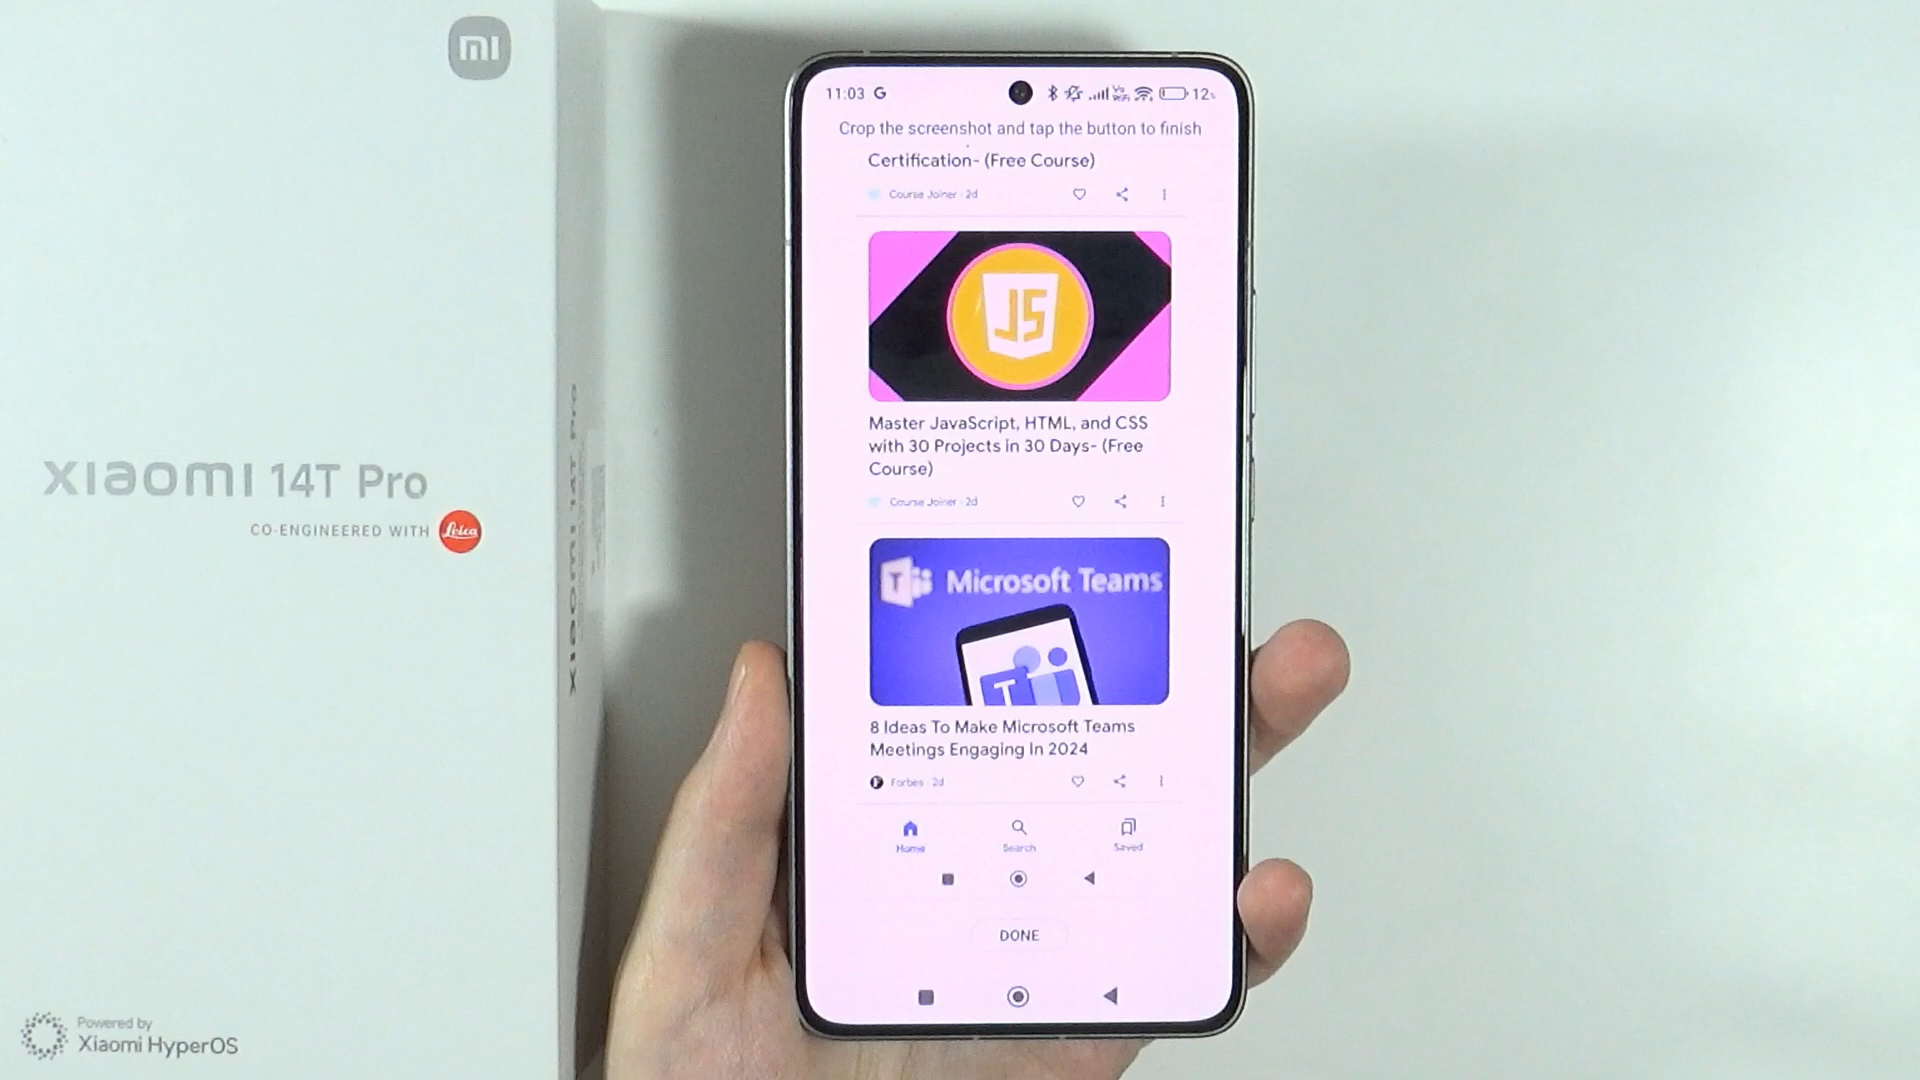 mi
xiaomi 14T Pro
CO-ENGINEERED WITH Leica
Powered by
Xiaomi HyperOS
xiaomi 14T Pro
11:03 G
12
Crop the screenshot and tap the button to finish
Certification- (Free Course)
Course Joiner · 2d
JS
Master JavaScript, HTML, and CSS
with 30 Projects in 30 Days- (Free
Course)
Course Joiner · 2d
T Microsoft Teams
T
8 Ideas To Make Microsoft Teams
Meetings Engaging In 2024
Forbes · 2d
Home Search Saved
DONE